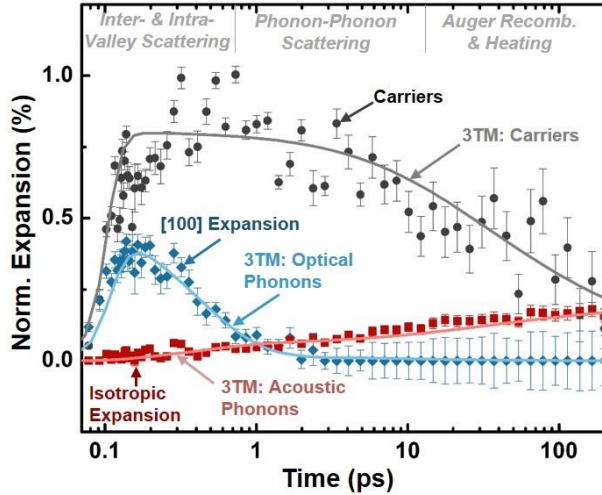 Inter- & Intra-
Valley Scattering
Phonon-Phonon
Scattering
Auger Recomb.
& Heating
Norm. Expansion (%)
1.0
0.5
0.0
Carriers
3TM: Carriers
[100] Expansion
3TM: Optical
Phonons
Isotropic
Expansion
3TM: Acoustic
Phonons
0.1
1
10
100
Time (ps)